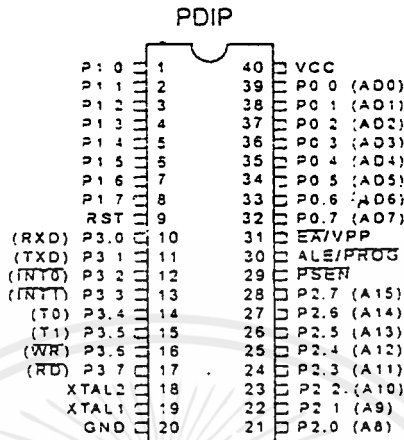 PDIP
P1 0 1 40 VCC
P1 1 2 39 P0 0 (AD0)
P1 2 3 38 P0 1 (AD1)
P1 3 4 37 P0 2 (AD2)
P1 4 5 36 P0 3 (AD3)
P1 5 6 35 P0 4 (AD4)
P1 6 7 34 P0 5 (AD5)
P1 7 8 33 P0.6 (AD6)
RST 9 32 P0.7 (AD7)
(RXD) P3.0 10 31 EA/VPP
(TXD) P3 1 11 30 ALE/PROG
(INT0) P3 2 12 29 PSEN
(INT1) P3 3 13 28 P2.7 (A15)
(T0) P3.4 14 27 P2.6 (A14)
(T1) P3.5 15 26 P2.5 (A13)
(WR) P3.6 16 25 P2.4 (A12)
(RD) P3 7 17 24 P2.3 (A11)
XTAL2 18 23 P2 2 (A10)
XTAL1 19 22 P2 1 (A9)
GND 20 21 P2.0 (A8)